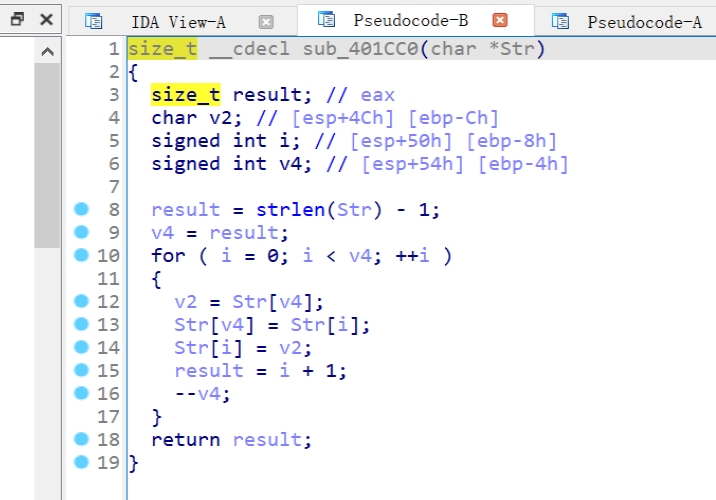 IDA View-A Pseudocode-B Pseudocode-A
1 size_t __cdecl sub_401CC0(char *Str)
2 {
3   size_t result; // eax
4   char v2; // [esp+4Ch] [ebp-Ch]
5   signed int i; // [esp+50h] [ebp-8h]
6   signed int v4; // [esp+54h] [ebp-4h]
7
8   result = strlen(Str) - 1;
9   v4 = result;
10   for ( i = 0; i < v4; ++i )
11   {
12     v2 = Str[v4];
13     Str[v4] = Str[i];
14     Str[i] = v2;
15     result = i + 1;
16     --v4;
17   }
18   return result;
19 }